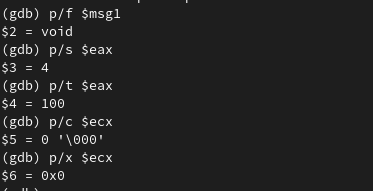 (gdb) p/f $msg1
$2 = void
(gdb) p/s $eax
$3 = 4
(gdb) p/t $eax
$4 = 100
(gdb) p/c $ecx
$5 = 0 '\000'
(gdb) p/x $ecx
$6 = 0x0